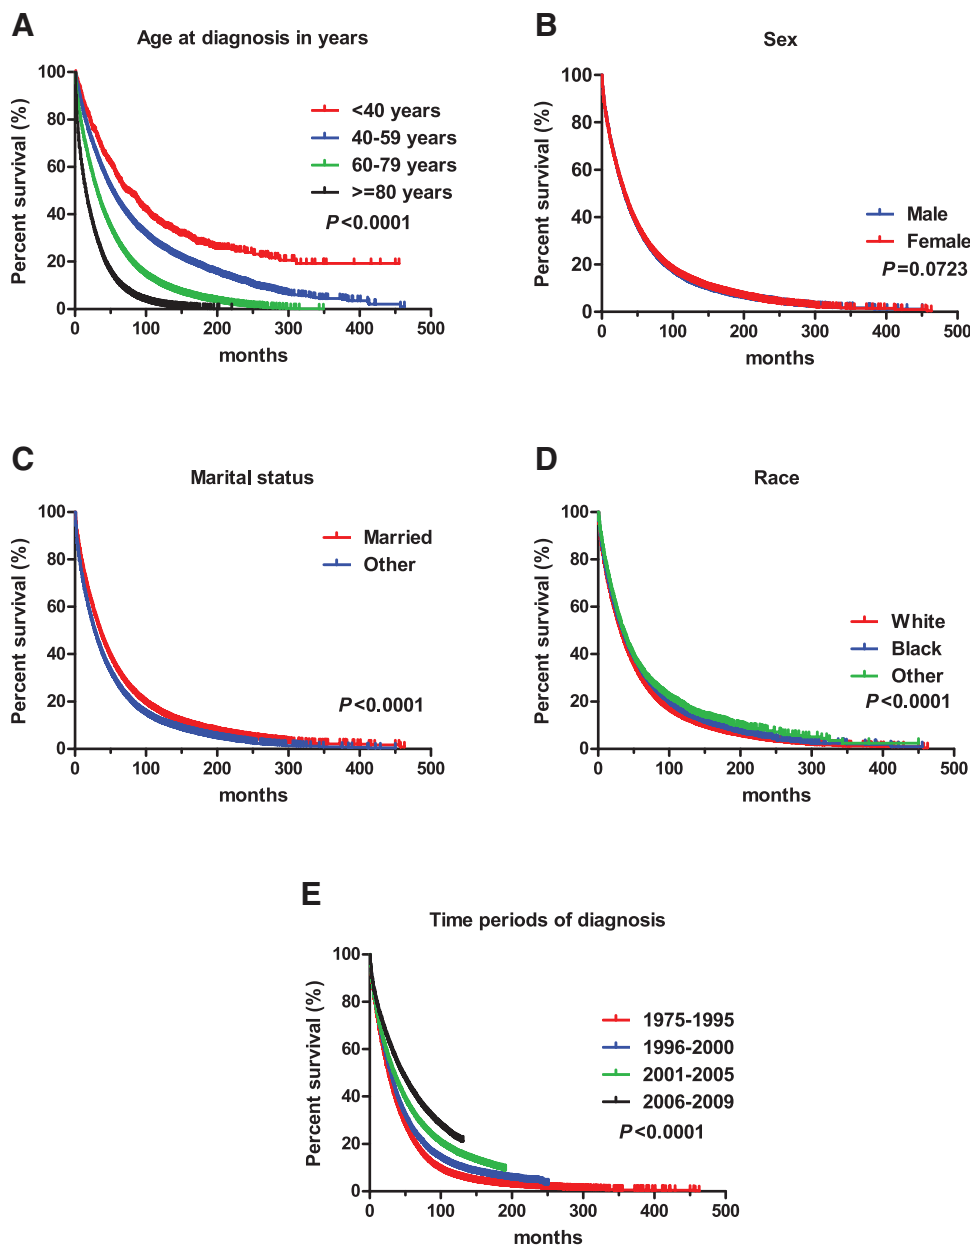 A
Age at diagnosis in years
Percent survival (%)
100
80
60
40
20
0
0 100 200 300 400 500
months
<40 years
40-59 years
60-79 years
>=80 years
P<0.0001
B
Sex
Percent survival (%)
100
80
60
40
20
0
0 100 200 300 400 500
months
Male
Female
P=0.0723
C
Marital status
Percent survival (%)
100
80
60
40
20
0
0 100 200 300 400 500
months
Married
Other
P<0.0001
D
Race
Percent survival (%)
100
80
60
40
20
0
0 100 200 300 400 500
months
White
Black
Other
P<0.0001
E
Time periods of diagnosis
Percent survival (%)
100
80
60
40
20
0
0 100 200 300 400 500
months
1975-1995
1996-2000
2001-2005
2006-2009
P<0.0001